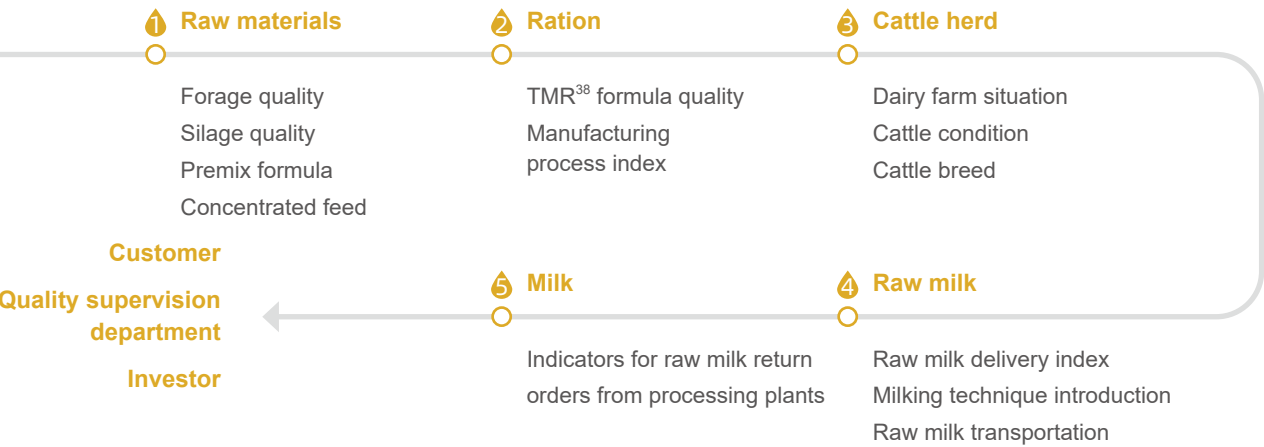 1 Raw materials
Forage quality
Silage quality
Premix formula
Concentrated feed
2 Ration
TMR38 formula quality
Manufacturing
process index
3 Cattle herd
Dairy farm situation
Cattle condition
Cattle breed
4 Raw milk
Raw milk delivery index
Milking technique introduction
Raw milk transportation
5 Milk
Indicators for raw milk return
orders from processing plants
Customer
Quality supervision
department
Investor